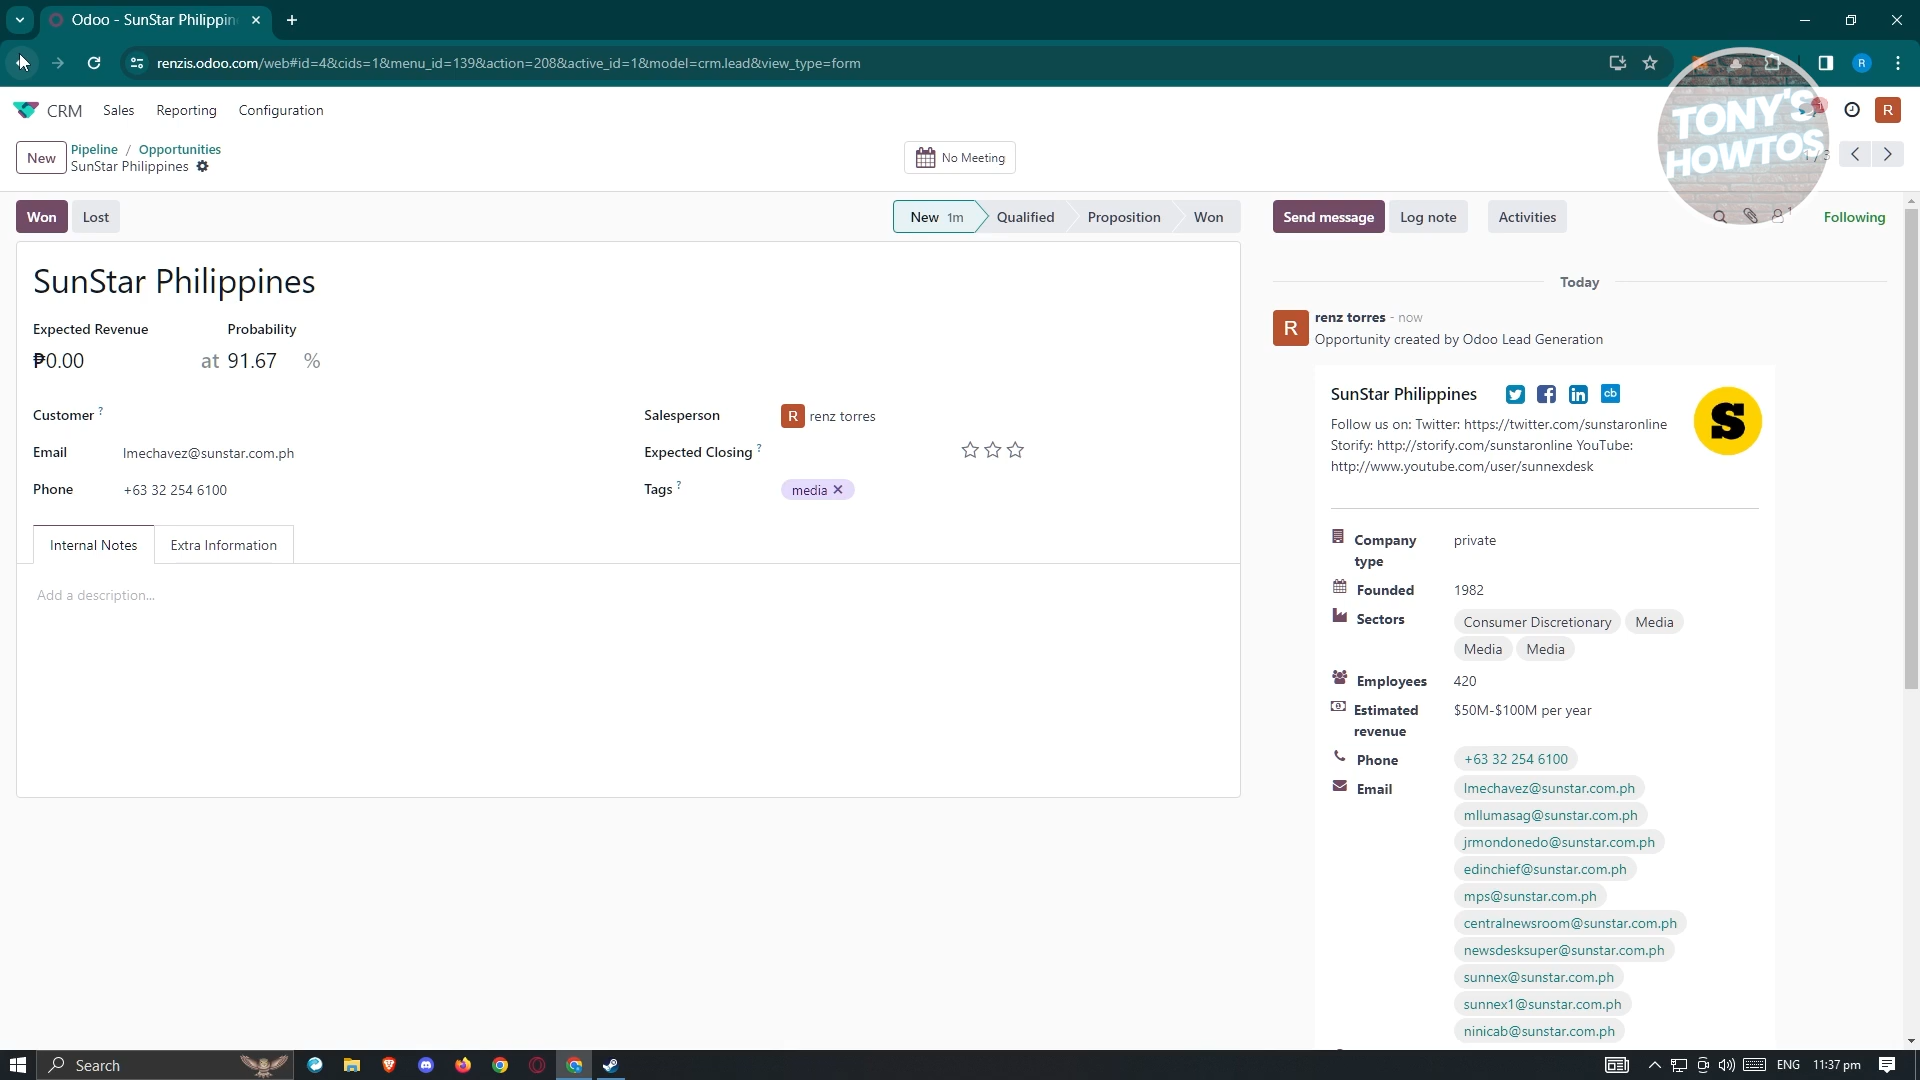 Odoo - SunStar Philippin
renzis.odoo.com/web#id=4&cids=1&menu_id=139&action=208&active_id=1&model=crm.lead&view_type=form
R
CRM Sales Reporting Configuration
R
TONY'S
HOWTOS
New
Pipeline / Opportunities
SunStar Philippines
No Meeting
/ 3
Won Lost
New 1m Qualified Proposition Won
Send message Log note Activities
1
Following
SunStar Philippines
Expected Revenue Probability
₱0.00 at 91.67 %
Customer ?
Email lmechavez@sunstar.com.ph
Phone +63 32 254 6100
Salesperson R renz torres
Expected Closing ?
Tags ? media
Internal Notes Extra Information
Add a description...
Today
R
renz torres - now
Opportunity created by Odoo Lead Generation
SunStar Philippines
cb
S
Follow us on: Twitter: https://twitter.com/sunstaronline
Storify: http://storify.com/sunstaronline YouTube:
http://www.youtube.com/user/sunnexdesk
Company type private
Founded 1982
Sectors Consumer Discretionary Media
Media Media
Employees 420
Estimated revenue $50M-$100M per year
Phone +63 32 254 6100
Email lmechavez@sunstar.com.ph
mllumasag@sunstar.com.ph
jrmondonedo@sunstar.com.ph
edinchief@sunstar.com.ph
mps@sunstar.com.ph
centralnewsroom@sunstar.com.ph
newsdesksuper@sunstar.com.ph
sunnex@sunstar.com.ph
sunnex1@sunstar.com.ph
ninicab@sunstar.com.ph
Search
ENG 11:37 pm